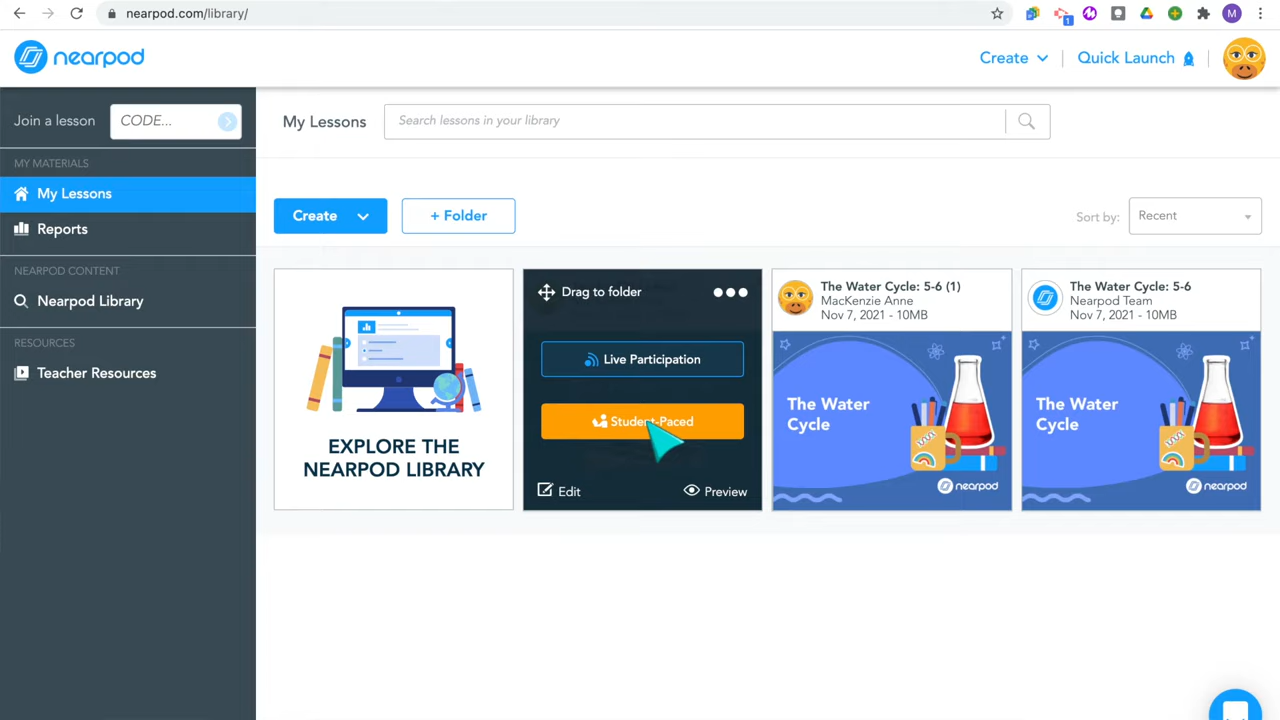 nearpod.com/library/
1
M
nearpod
Create
Quick Launch
Join a lesson
CODE...
My Lessons
Search lessons in your library
MY MATERIALS
My Lessons
Reports
NEARPOD CONTENT
Nearpod Library
RESOURCES
Teacher Resources
Create
+ Folder
Sort by:
Recent
EXPLORE THE
NEARPOD LIBRARY
Drag to folder
Live Participation
Student-Paced
Edit
Preview
The Water Cycle: 5-6 (1)
MacKenzie Anne
Nov 7, 2021 - 10MB
The Water
Cycle
nearpod
The Water Cycle: 5-6
Nearpod Team
Nov 7, 2021 - 10MB
The Water
Cycle
nearpod